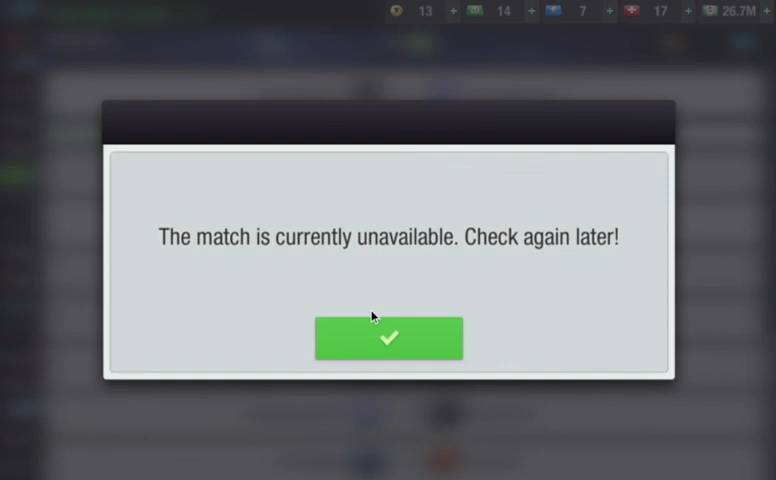 13 + 14 + 7 + 17 + 26.7M +
The match is currently unavailable. Check again later!